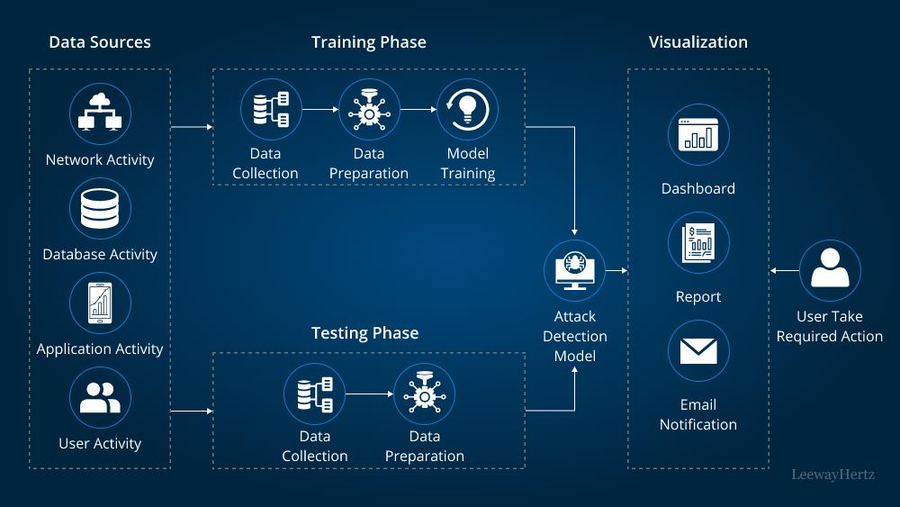 Data Sources
Training Phase
Visualization
Network Activity
Database Activity
Application Activity
User Activity
Data
Collection
Data
Preparation
Model
Training
Testing Phase
Data
Collection
Data
Preparation
Attack
Detection
Model
Dashboard
Report
Email
Notification
User Take
Required Action
LeewayHertz